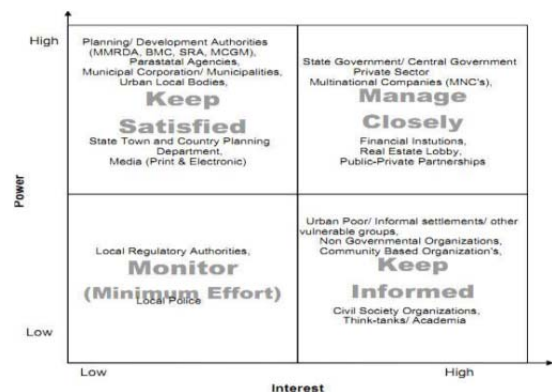 High
Planning/ Development Authorities
(MMRDA, BMC, SRA, MCGM),
Parastatal Agencies,
Municipal Corporation/ Municipalities,
Urban Local Bodies,
Keep
Satisfied
State Town and Country Planning
Department,
Media (Print & Electronic)
State Government/ Central Government
Private Sector
Multinational Companies (MNC's),
Manage
Closely
Financial Instutions,
Real Estate Lobby,
Public-Private Partnerships
Power
Local Regulatory Authorities,
Monitor
(Minimum Effort)
Local Police
Urban Poor/ Informal settlements/ other
vulnerable groups,
Non Governmental Organizations,
Community Based Organization's,
Keep
Informed
Civil Society Organizations,
Think-tanks/ Academia
Low
Low
High
Interest